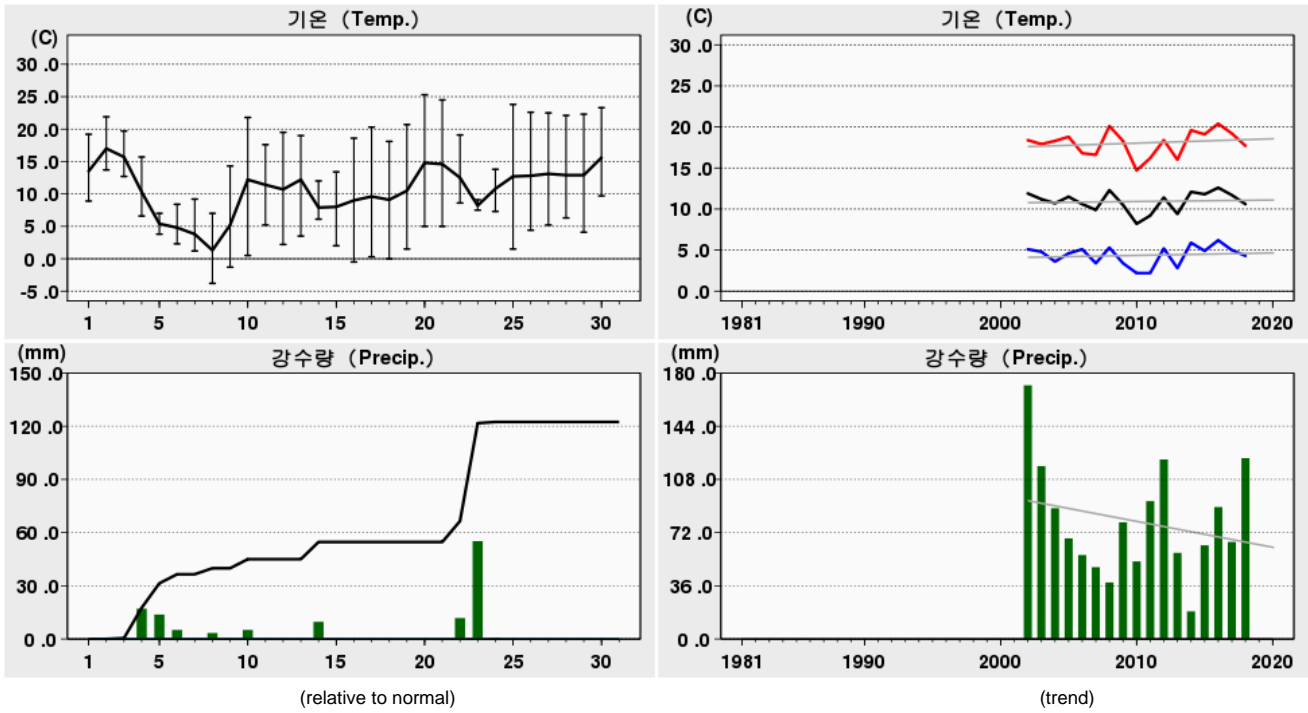 기온 (Temp.)
(C)
30 .0
25 .0
20 .0
15 .0
10 .0
5 .0
0 .0
-5.0
1 5 10 15 20 25 30
기온 (Temp.)
(C)
30 .0
25 .0
20 .0
15 .0
10 .0
5 .0
0 .0
1981 1990 2000 2010 2020
강수량 (Precip.)
(mm)
150 .0
120 .0
90 .0
60 .0
30 .0
0 .0
1 5 10 15 20 25 30
(relative to normal)
강수량 (Precip.)
(mm)
180 .0
144 .0
108 .0
72 .0
36 .0
0 .0
1981 1990 2000 2010 2020
(trend)